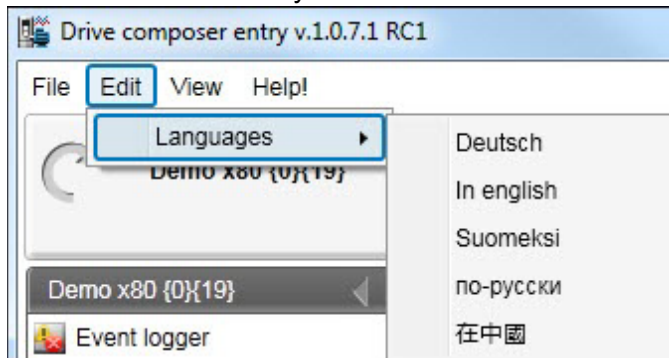 Drive composer entry v.1.0.7.1 RC1
File Edit View Help!
Languages
Demo x80 {0}{19}
Deutsch
In english
Suomeksi
по-русски
在中國
Demo x80 {0}{19}
Event logger